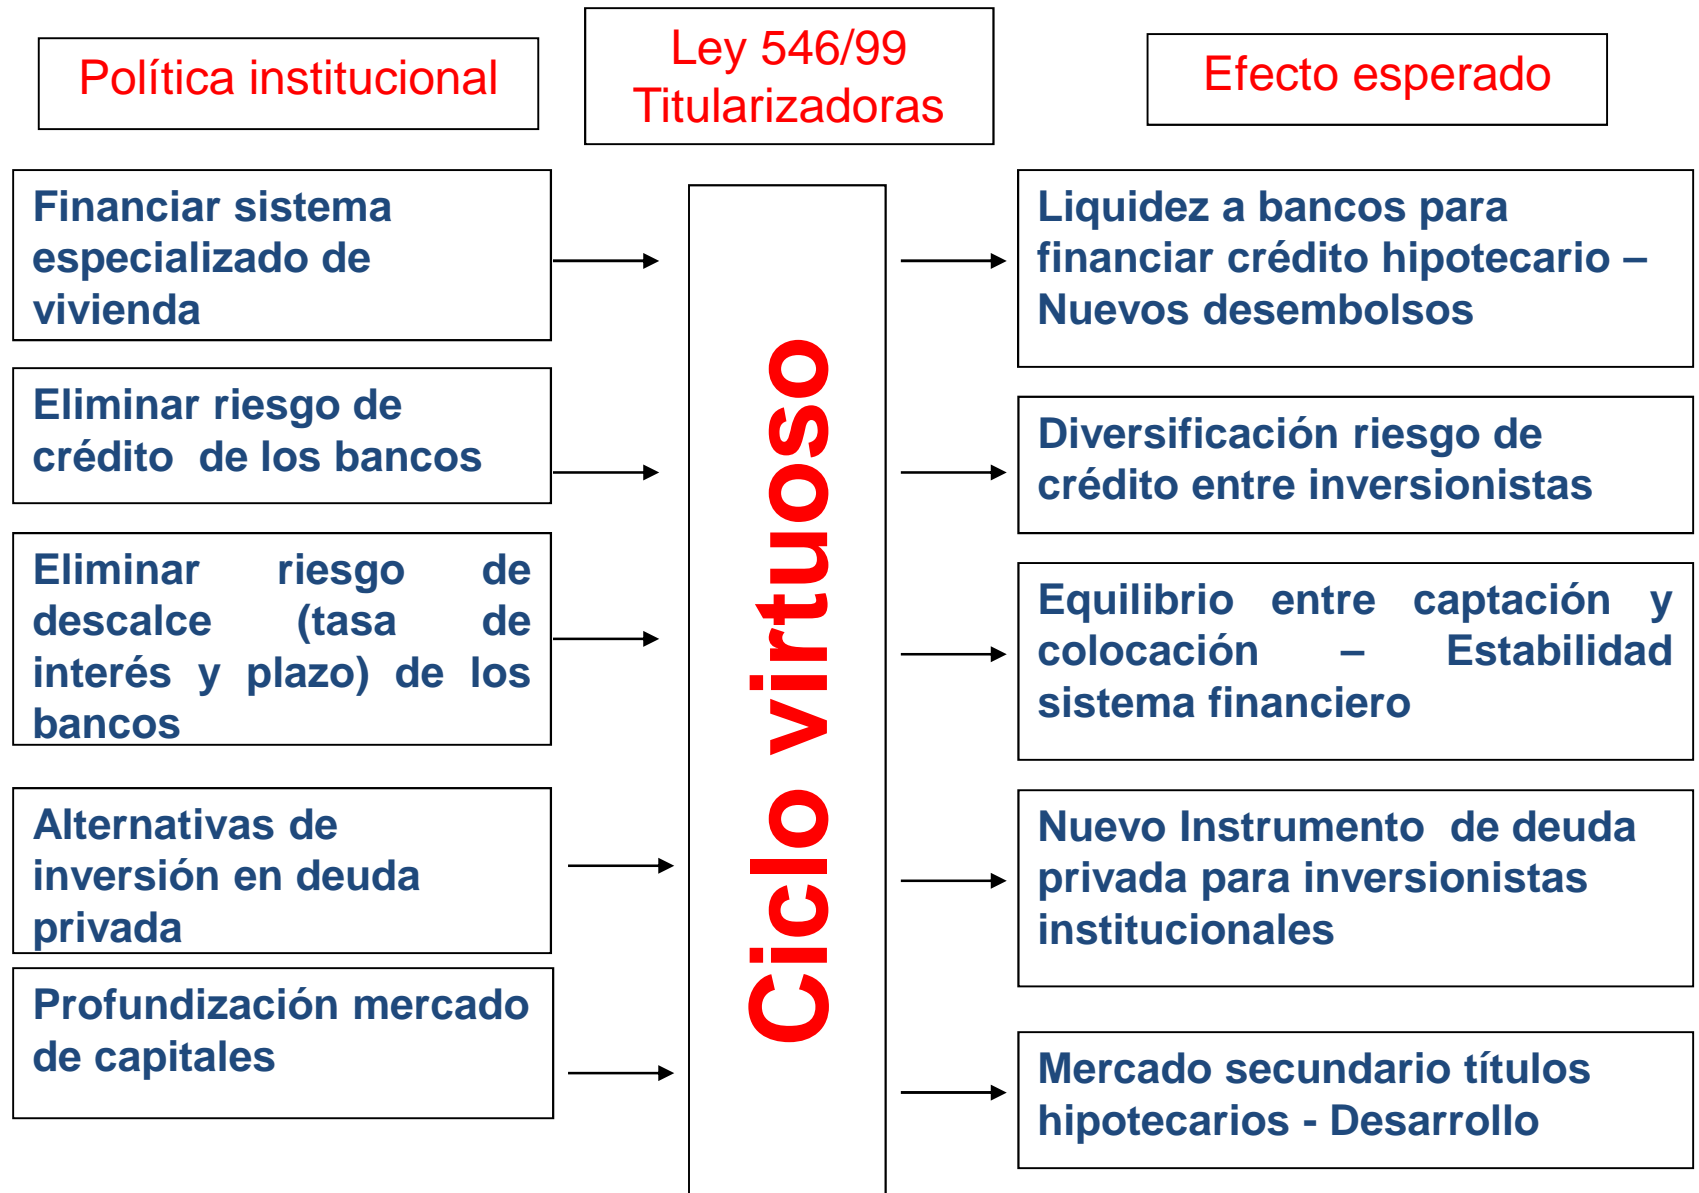 Política institucional
Ley 546/99
Titularizadoras
Efecto esperado
Financiar sistema
especializado de
vivienda
Eliminar riesgo de
crédito de los bancos
Eliminar riesgo de
descalce (tasa de
interés y plazo) de los
bancos
Alternativas de
inversión en deuda
privada
Profundización mercado
de capitales
Ciclo virtuoso
Liquidez a bancos para
financiar crédito hipotecario –
Nuevos desembolsos
Diversificación riesgo de
crédito entre inversionistas
Equilibrio entre captación y
colocación – Estabilidad
sistema financiero
Nuevo Instrumento de deuda
privada para inversionistas
institucionales
Mercado secundario títulos
hipotecarios - Desarrollo